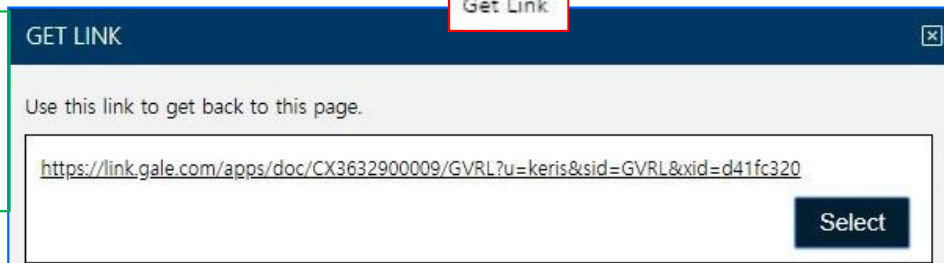 Get Link
GET LINK
Use this link to get back to this page.
https://link.gale.com/apps/doc/CX3632900009/GVRL?u=keris&sid=GVRL&xid=d41fc320
Select